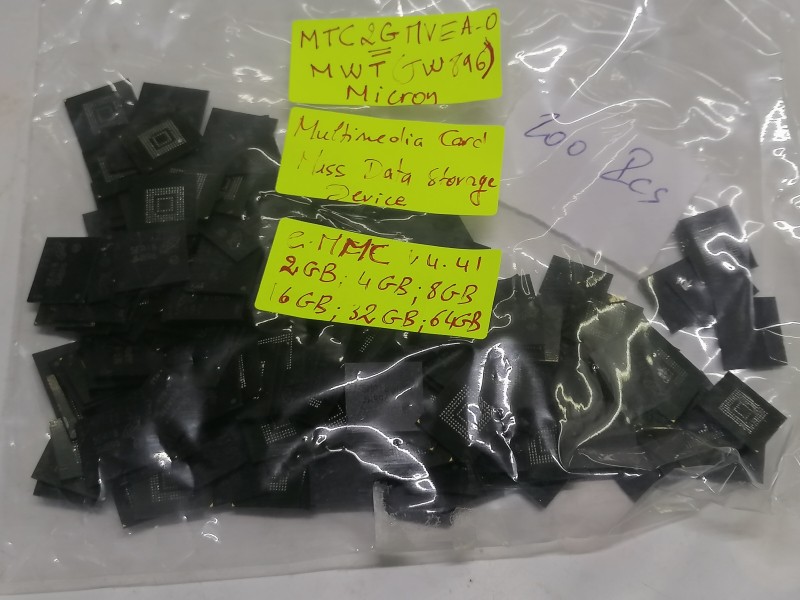 MTC2GMVEA-0
MWT (JW896)
Micron
Multimedia Card
Mass Data Storage
Device
e.MMC v4.41
2GB; 4GB; 8GB
16GB; 32GB; 64GB
200 Pcs